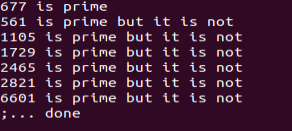 677 is prime
561 is prime but it is not
1105 is prime but it is not
1729 is prime but it is not
2465 is prime but it is not
2821 is prime but it is not
6601 is prime but it is not
;... done